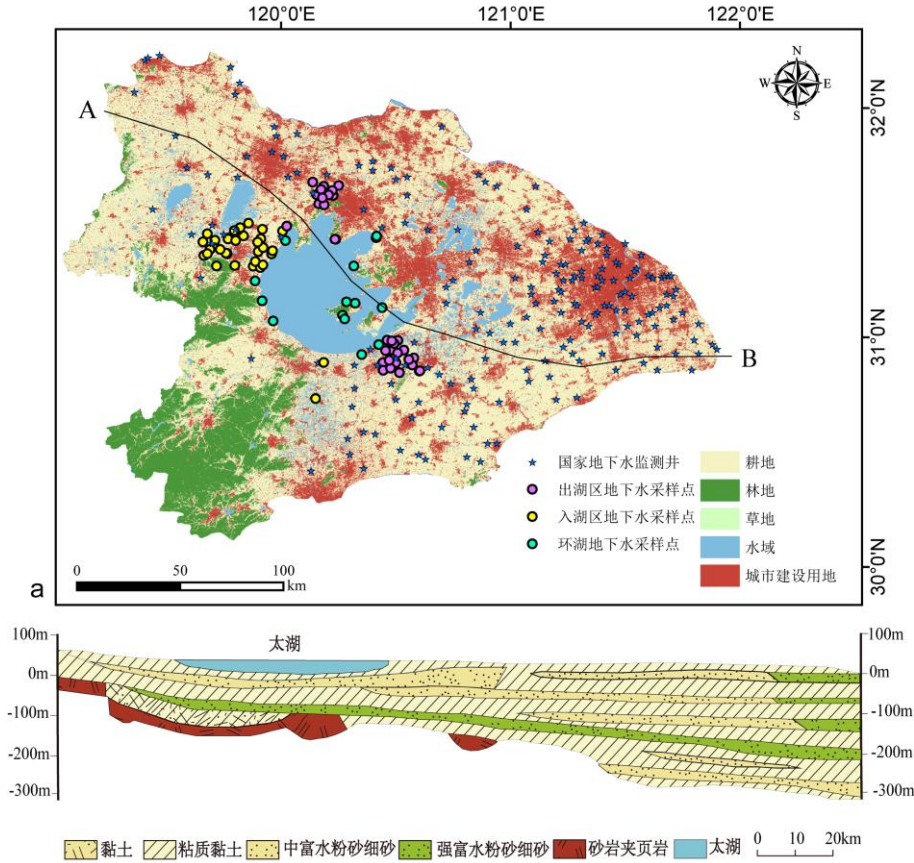 120°0'E 121°0'E 122°0'E
A
N
W E
S
32°0'N
31°0'N
B
国家地下水监测井
出湖区地下水采样点
入湖区地下水采样点
环湖地下水采样点
耕地
林地
草地
水域
城市建设用地
30°0'N
a
0 50 100
km
太湖
100m 100m
0m 0m
-100m -100m
-200m -200m
-300m -300m
黏土 粘质黏土 中富水粉砂细砂 强富水粉砂细砂 砂岩夹页岩 太湖 0 10 20km